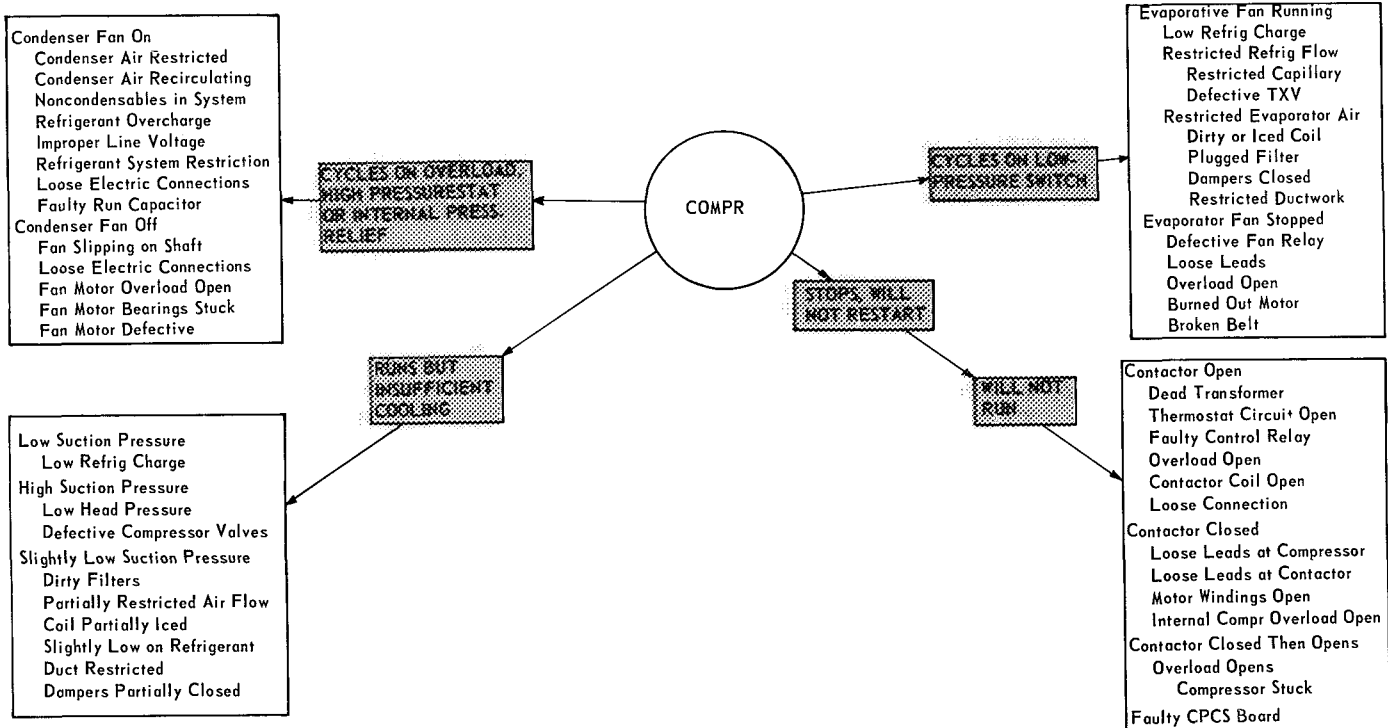 Condenser Fan On
Condenser Air Restricted
Condenser Air Recirculating
Noncondensables in System
Refrigerant Overcharge
Improper Line Voltage
Refrigerant System Restriction
Loose Electric Connections
Faulty Run Capacitor
Condenser Fan Off
Fan Slipping on Shaft
Loose Electric Connections
Fan Motor Overload Open
Fan Motor Bearings Stuck
Fan Motor Defective
CYCLES ON OVERLOAD,
HIGH PRESSURESTAT
OR INTERNAL PRESS.
RELIEF
COMPR
CYCLES ON LOW-
PRESSURE SWITCH
Evaporative Fan Running
Low Refrig Charge
Restricted Refrig Flow
Restricted Capillary
Defective TXV
Restricted Evaporator Air
Dirty or Iced Coil
Plugged Filter
Dampers Closed
Restricted Ductwork
Evaporator Fan Stopped
Defective Fan Relay
Loose Leads
Overload Open
Burned Out Motor
Broken Belt
STOPS, WILL
NOT RESTART
RUNS BUT
INSUFFICIENT
COOLING
WILL NOT
RUN
Low Suction Pressure
Low Refrig Charge
High Suction Pressure
Low Head Pressure
Defective Compressor Valves
Slightly Low Suction Pressure
Dirty Filters
Partially Restricted Air Flow
Coil Partially Iced
Slightly Low on Refrigerant
Duct Restricted
Dampers Partially Closed
Contactor Open
Dead Transformer
Thermostat Circuit Open
Faulty Control Relay
Overload Open
Contactor Coil Open
Loose Connection
Contactor Closed
Loose Leads at Compressor
Loose Leads at Contactor
Motor Windings Open
Internal Compr Overload Open
Contactor Closed Then Opens
Overload Opens
Compressor Stuck
Faulty CPCS Board